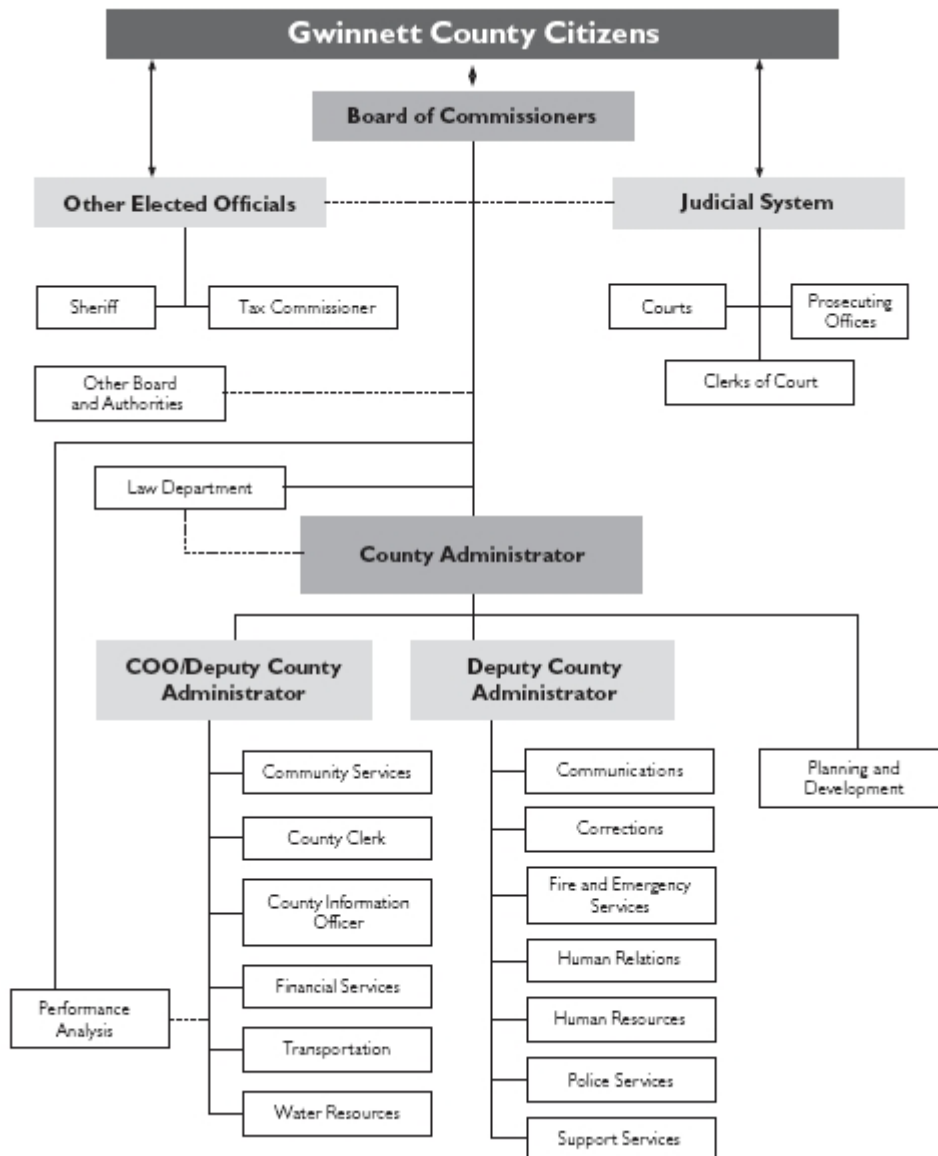 Gwinnett County Citizens
Board of Commissioners
Other Elected Officials
Judicial System
Sheriff
Tax Commissioner
Courts
Prosecuting
Offices
Clerks of Court
Other Board
and Authorities
Law Department
County Administrator
COO/Deputy County
Administrator
Deputy County
Administrator
Community Services
County Clerk
County Information
Officer
Financial Services
Transportation
Water Resources
Performance
Analysis
Communications
Corrections
Fire and Emergency
Services
Human Relations
Human Resources
Police Services
Support Services
Planning and
Development